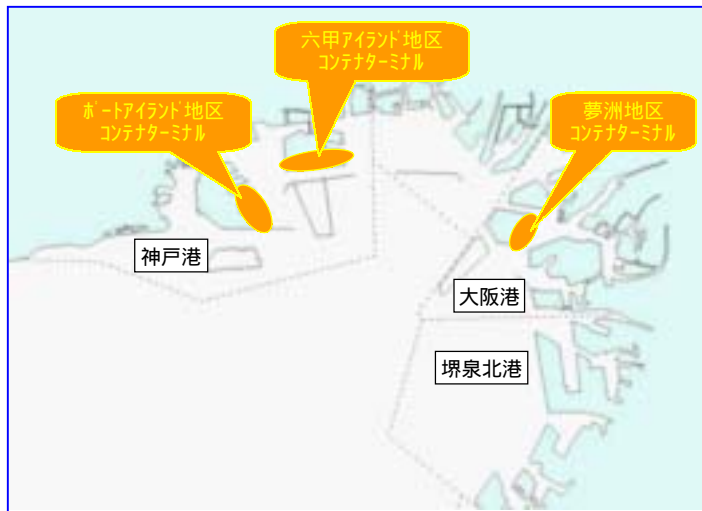 六甲アイランド地区
コンテナターミナル
ポートアイランド地区
コンテナターミナル
夢洲地区
コンテナターミナル
神戸港
大阪港
堺泉北港